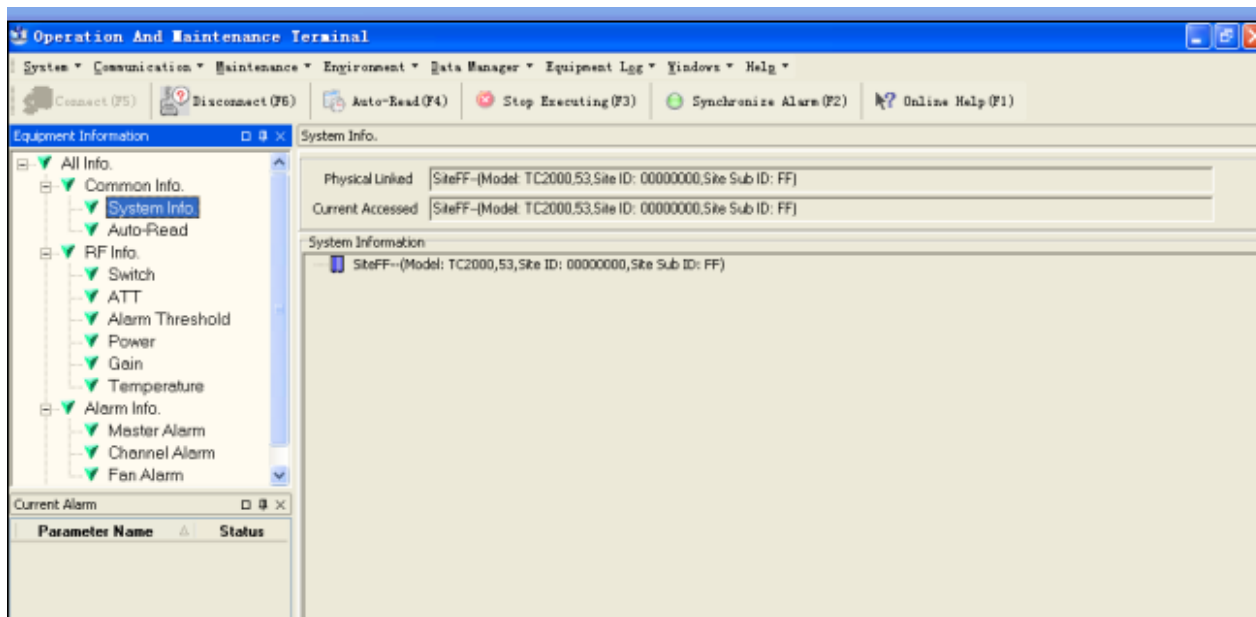 Operation And Maintenance Terminal
System Communication Maintenance Environment Data Manager Equipment Log Windows Help
Connect(F5) Disconnect(F6) Auto-Read(F4) Stop Executing(F3) Synchronize Alarm(F2) Online Help(F1)
Equipment Information
System Info.
All Info.
Common Info.
System Info.
Auto-Read
RF Info.
Switch
ATT
Alarm Threshold
Power
Gain
Temperature
Alarm Info.
Master Alarm
Channel Alarm
Fan Alarm
Physical Linked SiteFF--(Model: TC2000,53,Site ID: 00000000,Site Sub ID: FF)
Current Accessed SiteFF--(Model: TC2000,53,Site ID: 00000000,Site Sub ID: FF)
System Information
SiteFF--(Model: TC2000,53,Site ID: 00000000,Site Sub ID: FF)
Current Alarm
Parameter Name Status